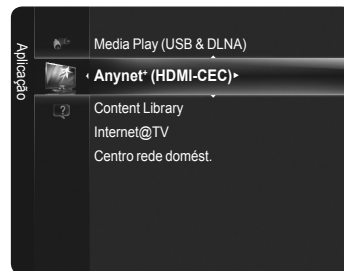 Aplicação
Media Play (USB & DLNA)
Anynet⁺ (HDMI-CEC)
Content Library
Internet@TV
Centro rede domést.